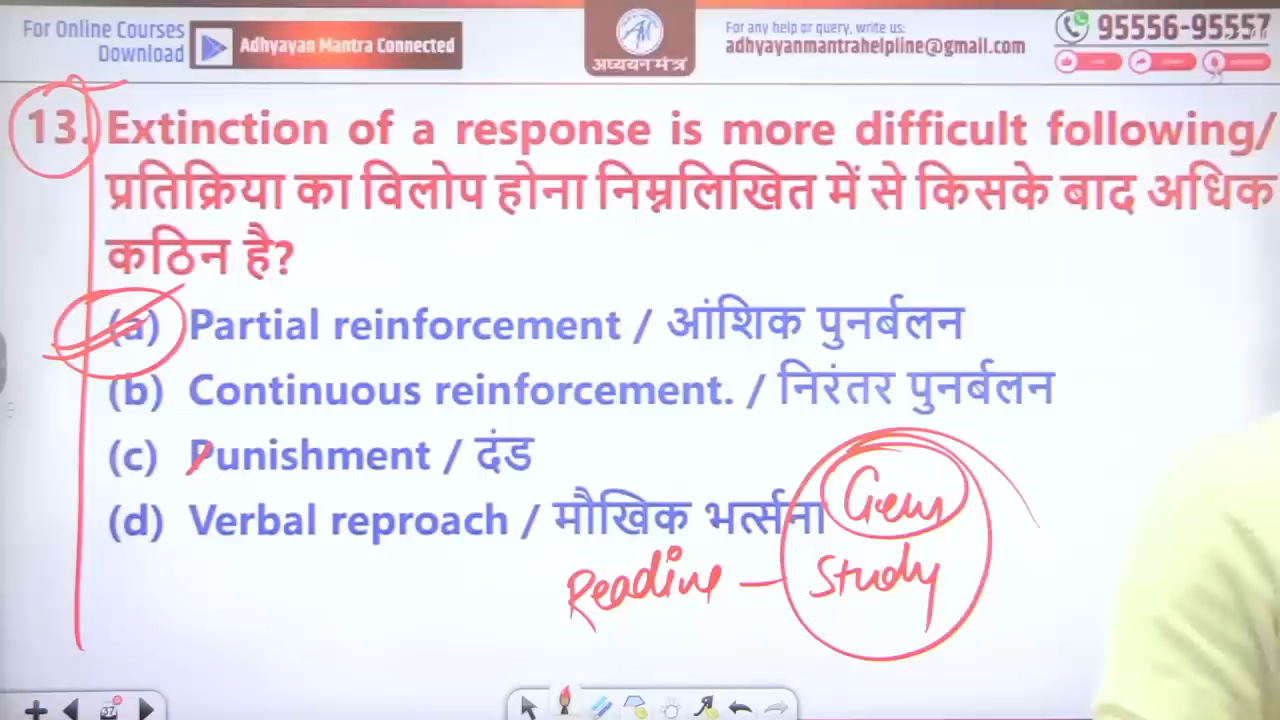 For Online Courses
Download
Adhyayan Mantra Connected
अध्ययन मंत्र
For any help or query, write us:
adhyayanmantrahelpline@gmail.com
95556-95557
13. Extinction of a response is more difficult following/
प्रतिक्रिया का विलोप होना निम्नलिखित में से किसके बाद अधिक
कठिन है?
(a) Partial reinforcement / आंशिक पुनर्बलन
(b) Continuous reinforcement. / निरंतर पुनर्बलन
(c) Punishment / दंड
(d) Verbal reproach / मौखिक भर्त्सना
Study